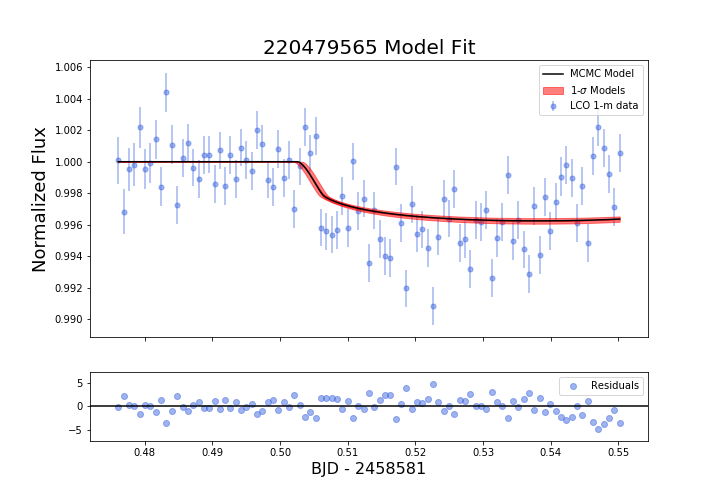 220479565 Model Fit
Normalized Flux
1.006
1.004
1.002
1.000
0.998
0.996
0.994
0.992
0.990
MCMC Model
1-σ Models
LCO 1-m data
5
0
−5
Residuals
0.48 0.49 0.50 0.51 0.52 0.53 0.54 0.55
BJD - 2458581